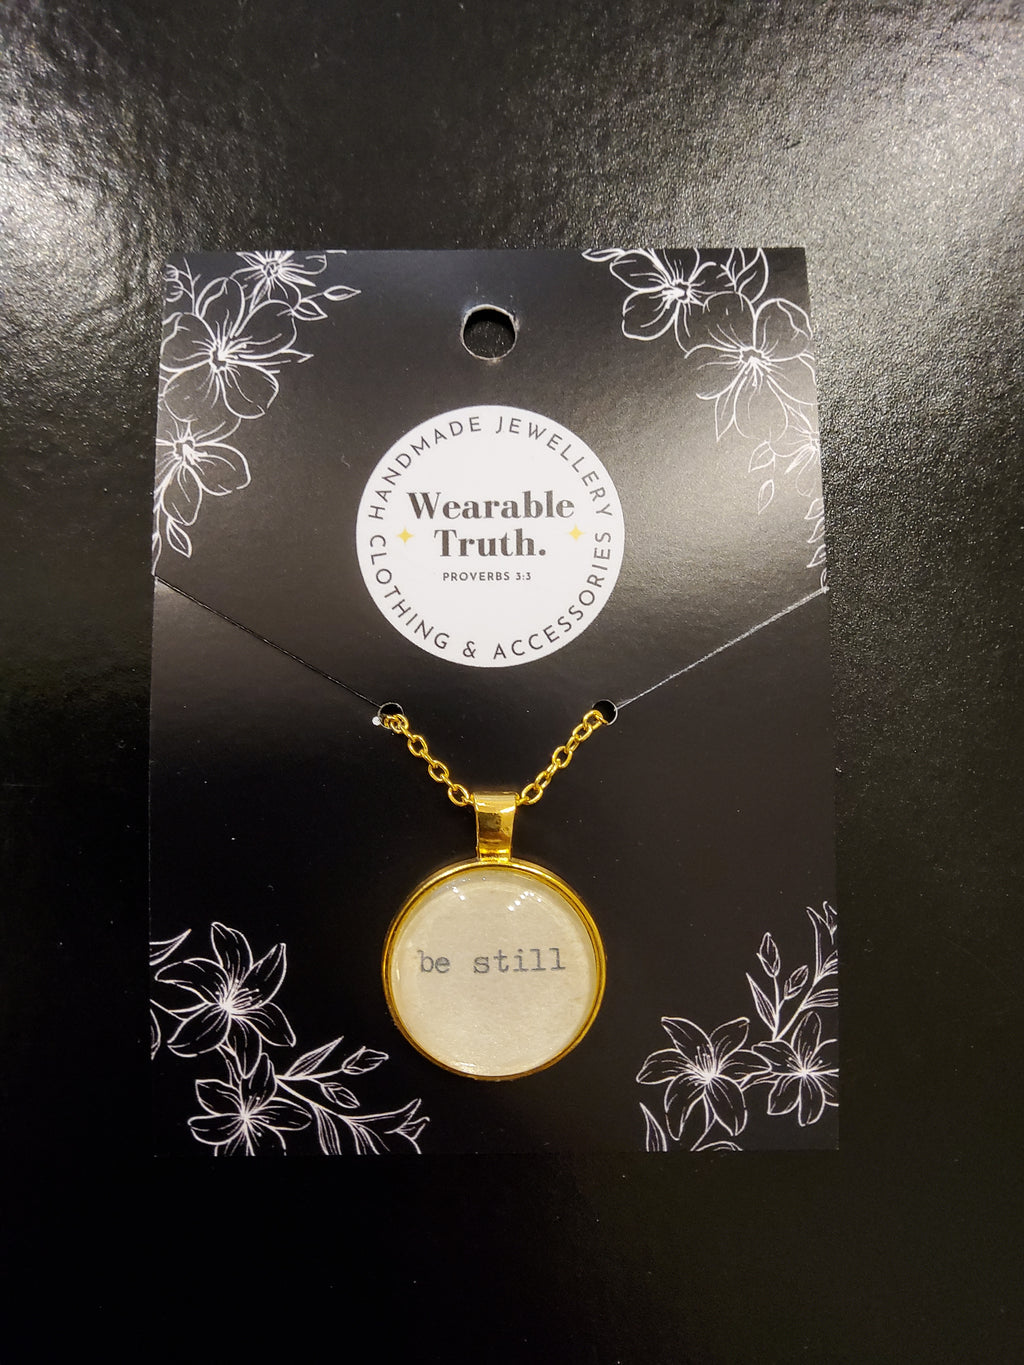 HANDMADE JEWELLERY
Wearable
Truth.
PROVERBS 3:3
CLOTHING & ACCESSORIES
be still